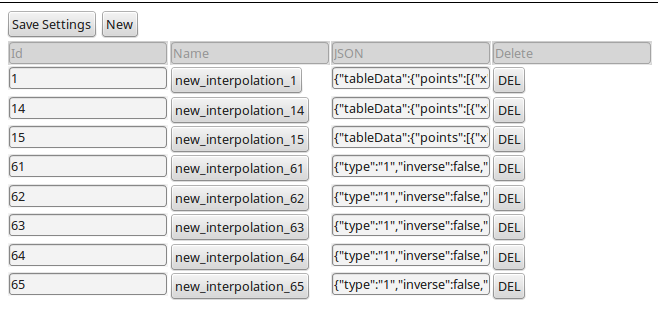 Save Settings New
Id Name JSON Delete
1 new_interpolation_1 {"tableData":{"points":[{"x DEL
14 new_interpolation_14 {"tableData":{"points":[{"x DEL
15 new_interpolation_15 {"tableData":{"points":[{"x DEL
61 new_interpolation_61 {"type":"1","inverse":false," DEL
62 new_interpolation_62 {"type":"1","inverse":false," DEL
63 new_interpolation_63 {"type":"1","inverse":false," DEL
64 new_interpolation_64 {"type":"1","inverse":false," DEL
65 new_interpolation_65 {"type":"1","inverse":false," DEL